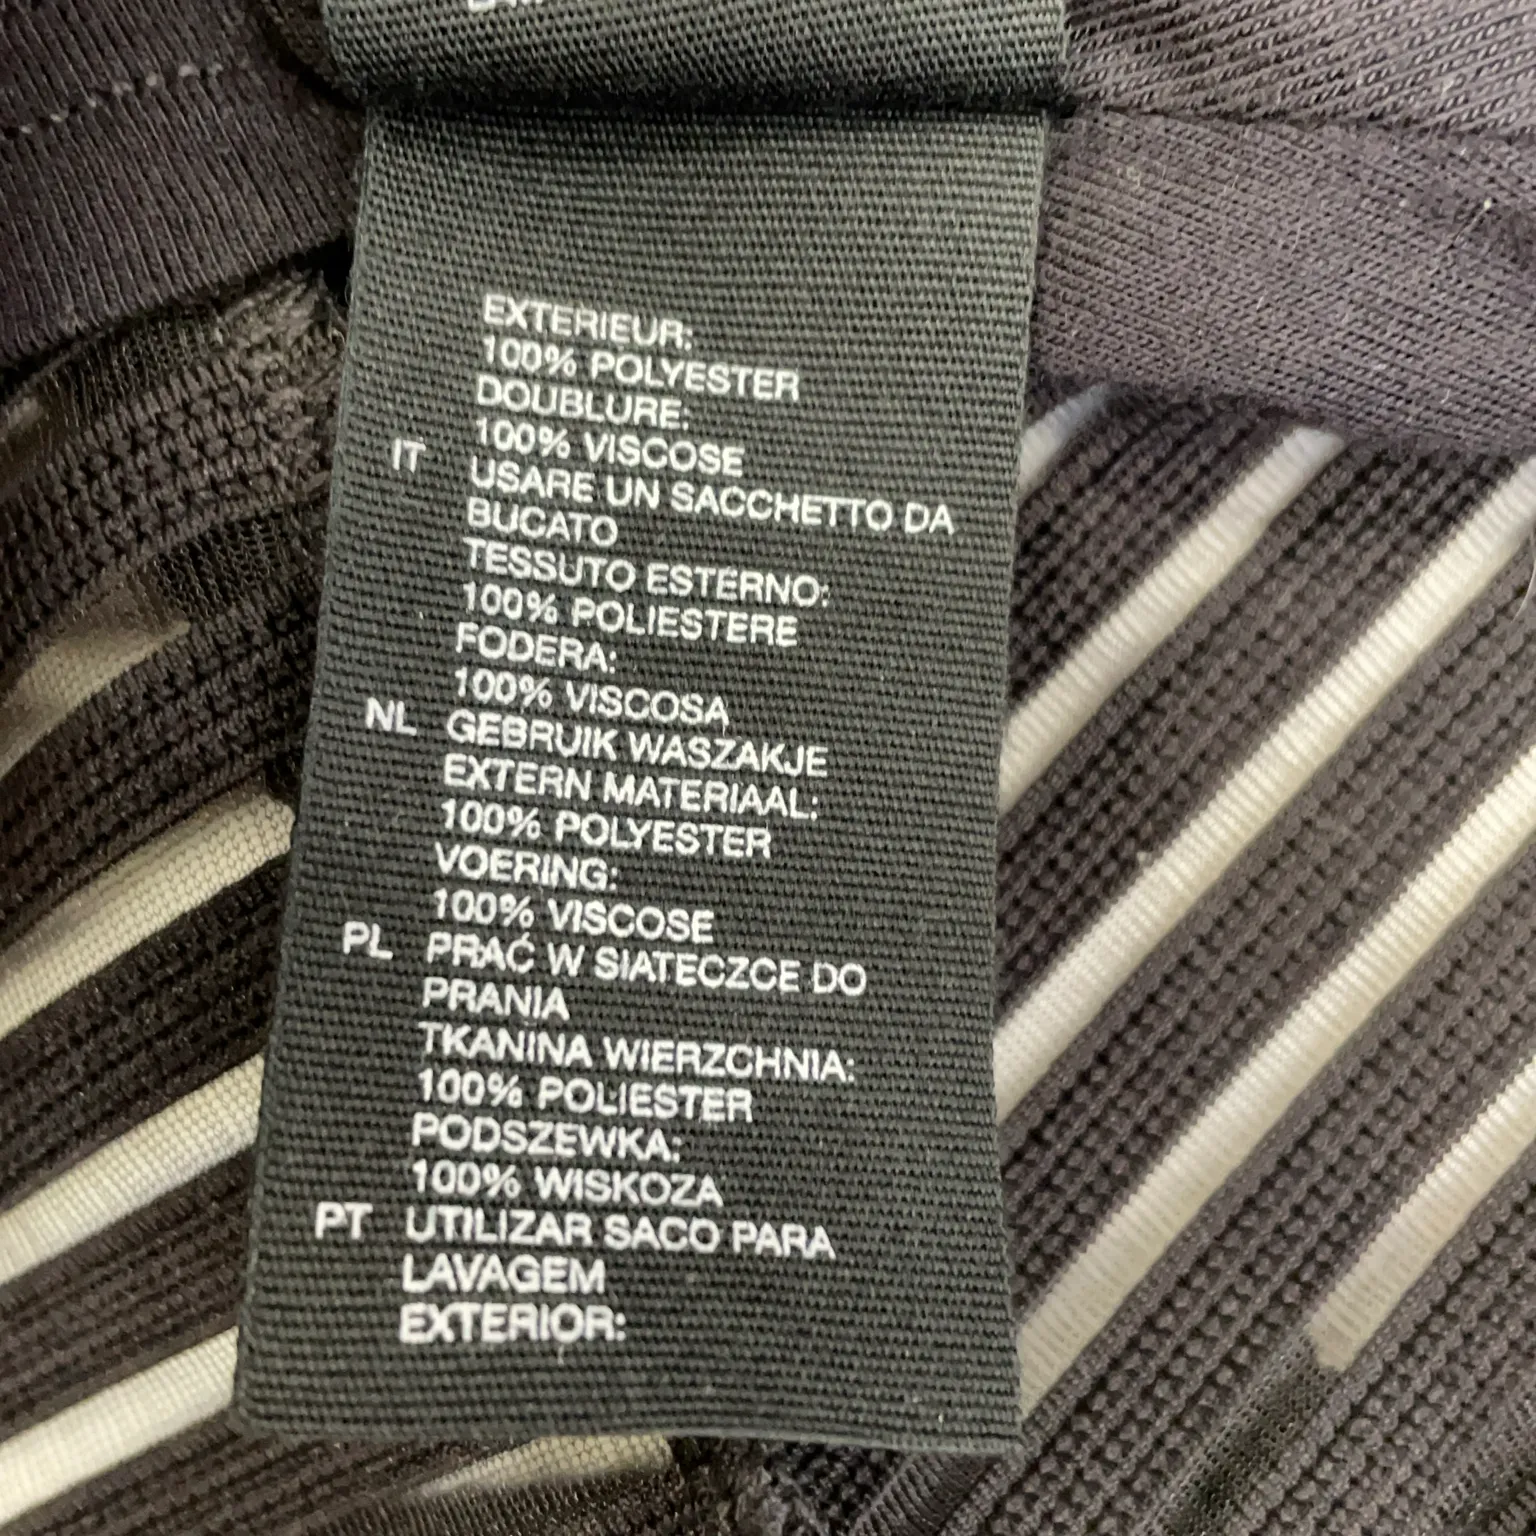 EXTERIEUR:
100% POLYESTER
DOUBLURE:
100% VISCOSE
IT USARE UN SACCHETTO DA
BUCATO
TESSUTO ESTERNO:
100% POLIESTERE
FODERA:
100% VISCOSA
NL GEBRUIK WASZAKJE
EXTERN MATERIAAL:
100% POLYESTER
VOERING:
100% VISCOSE
PL PRAĆ W SIATECZCE DO
PRANIA
TKANINA WIERZCHNIA:
100% POLIESTER
PODSZEWKA:
100% WISKOZA
PT UTILIZAR SACO PARA
LAVAGEM
EXTERIOR: